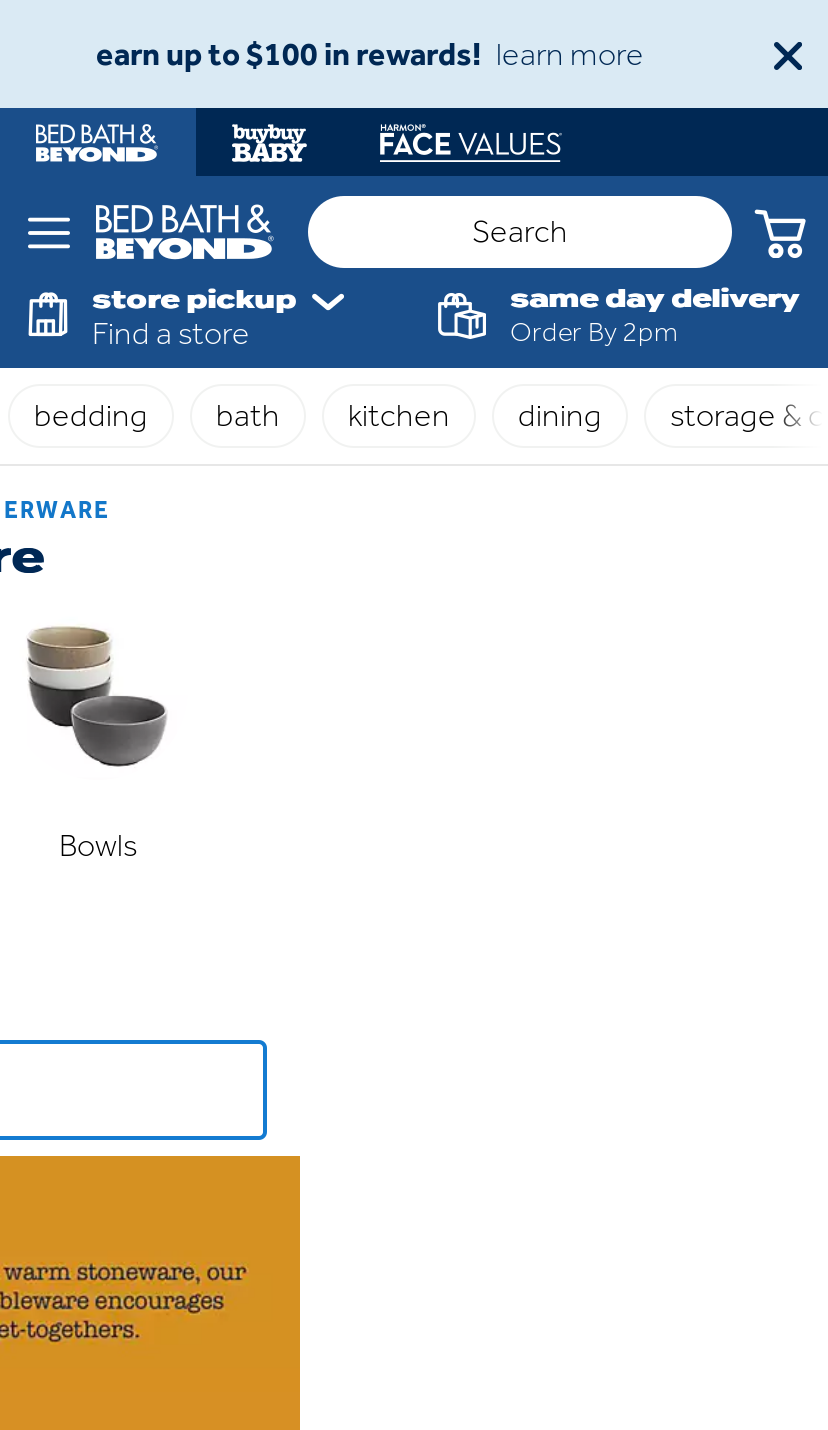 earn up to $100 in rewards! learn more
BED BATH & BEYOND®
buybuy BABY
HARMON® FACE VALUES
BED BATH & BEYOND®
Search
store pickup
Find a store
same day delivery
Order By 2pm
bedding
bath
kitchen
dining
storage &
ERWARE
re
Bowls
warm stoneware, our
bleware encourages
et-togethers.